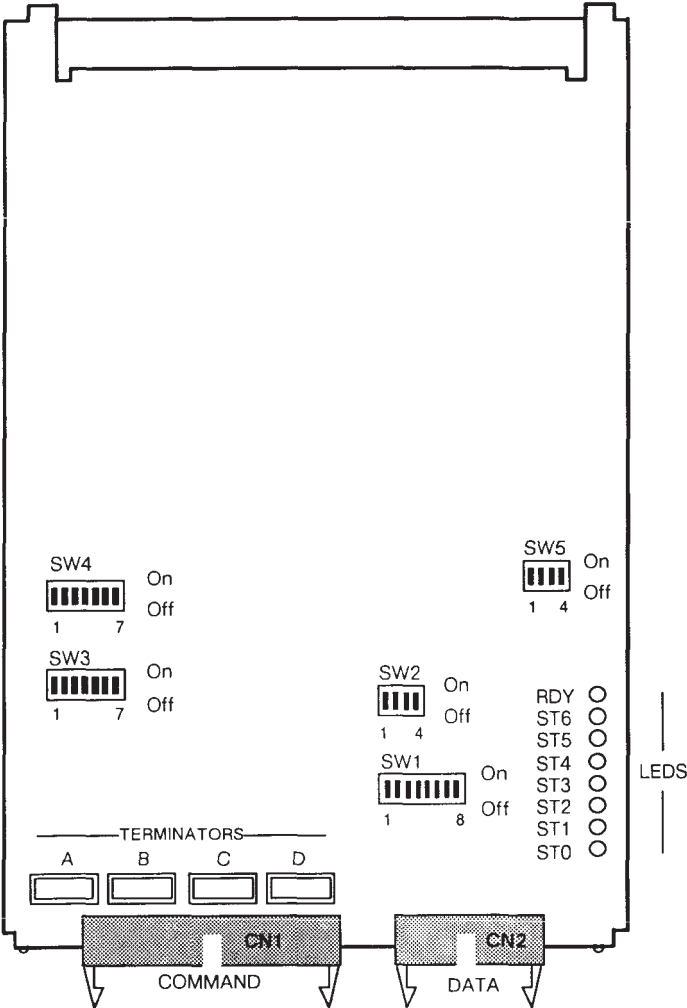 SW4
On
Off
1 7
SW3
On
Off
1 7
SW5
On
Off
1 4
SW2
On
Off
1 4
SW1
On
Off
1 8
RDY
ST6
ST5
ST4
ST3
ST2
ST1
ST0
LEDS
TERMINATORS
A B C D
CN1
COMMAND
CN2
DATA